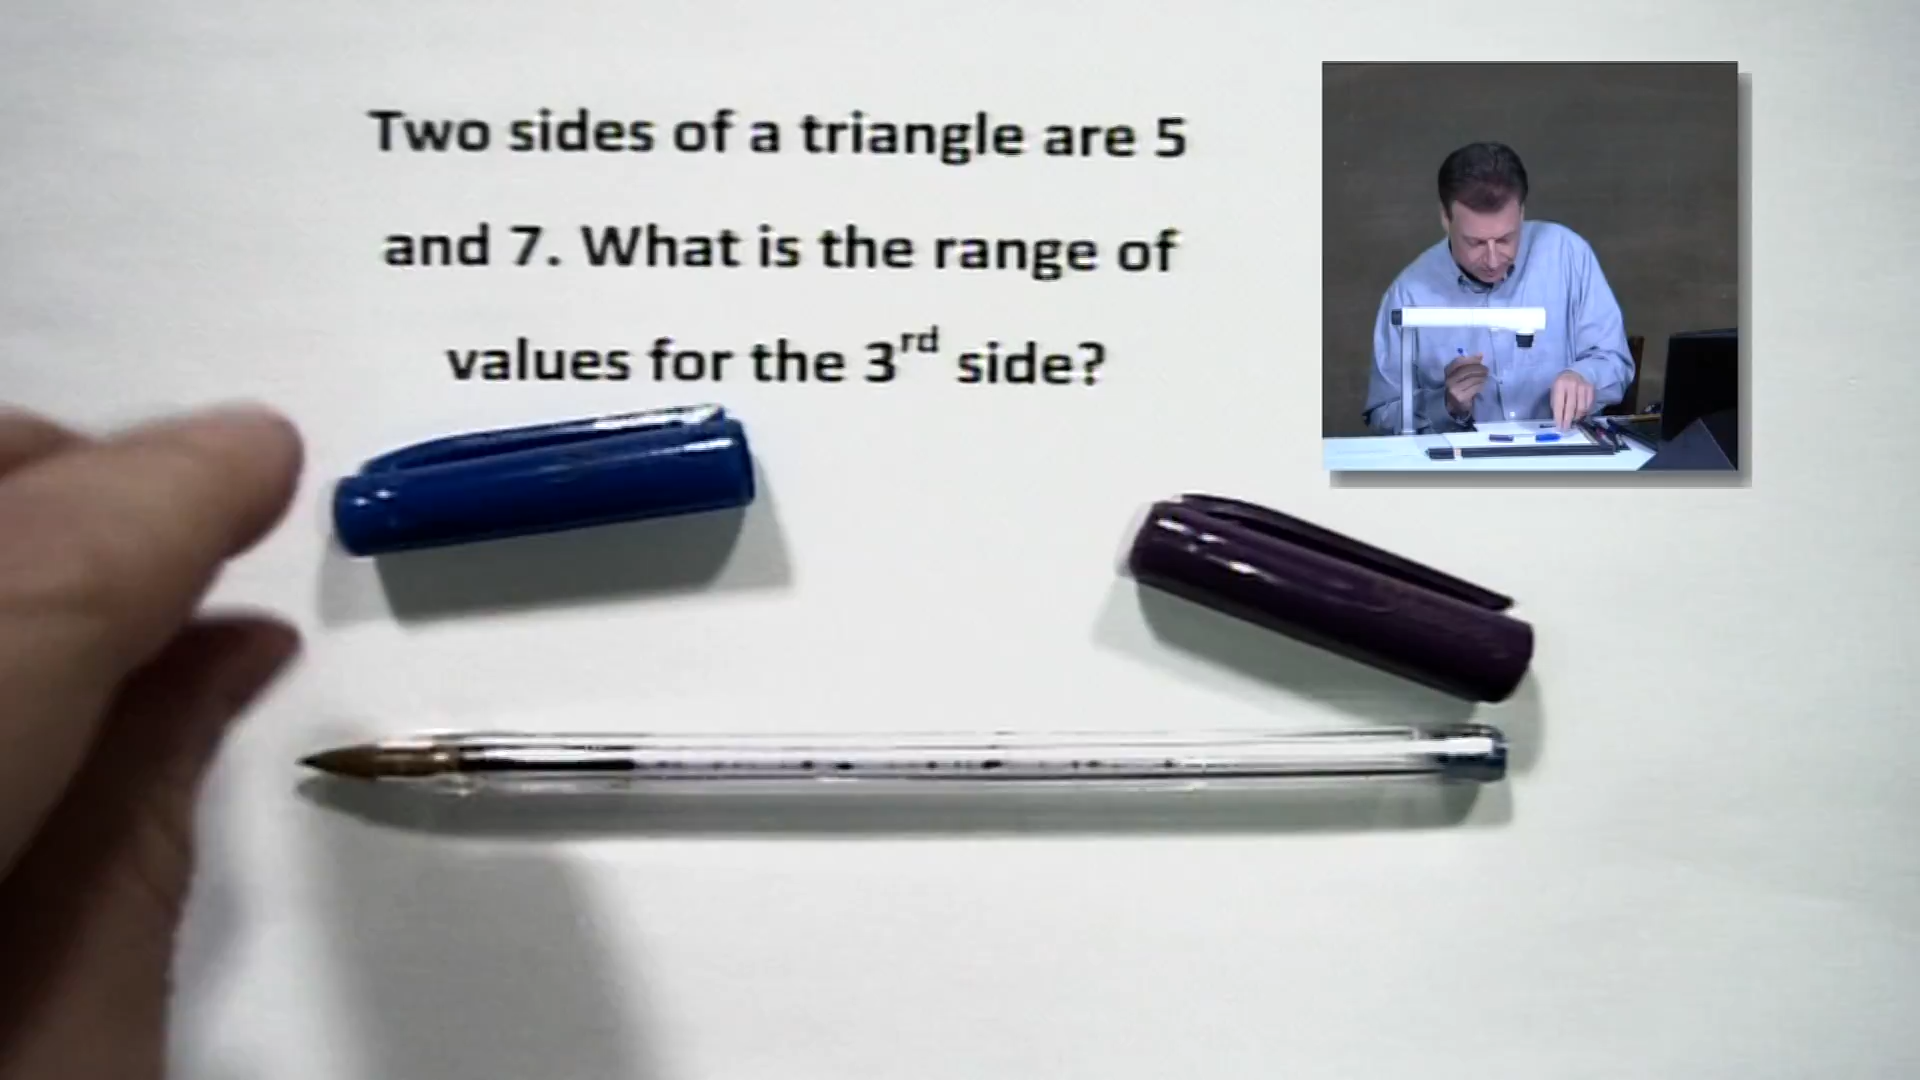 Two sides of a triangle are 5
and 7. What is the range of
values for the 3rd side?